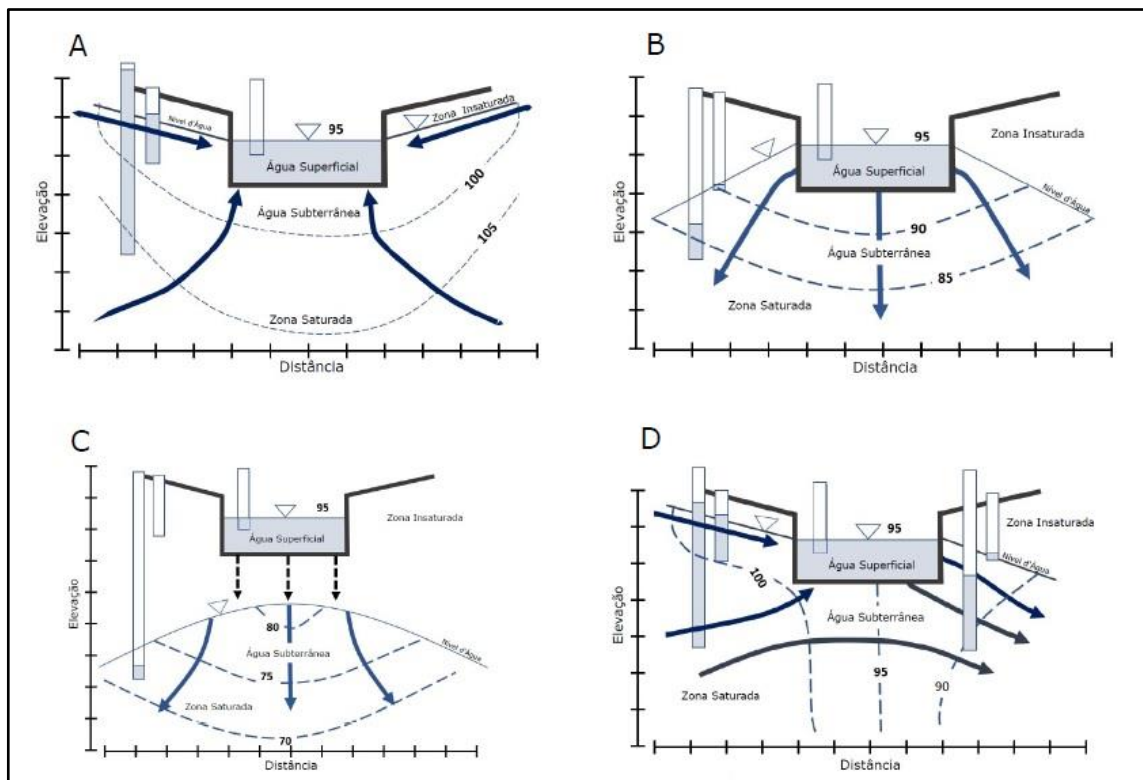 A
Nível d'Água
95
Zona Insaturada
Água Superficial
100
Água Subterrânea
105
Zona Saturada
Elevação
Distância
B
95
Zona Insaturada
Água Superficial
Nível d'Água
90
Água Subterrânea
85
Zona Saturada
Elevação
Distância
C
95
Zona Insaturada
Água Superficial
80
Água Subterrânea
Nível d'Água
75
Zona Saturada
70
Elevação
Distância
D
95
Zona Insaturada
Água Superficial
Nível d'Água
100
Água Subterrânea
95
90
Zona Saturada
Elevação
Distância